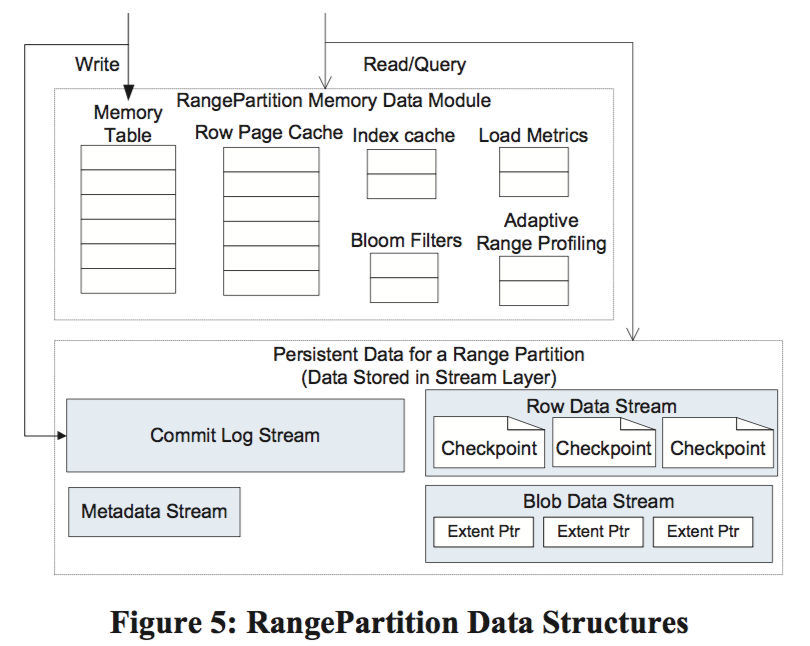 Write
Read/Query
RangePartition Memory Data Module
Memory
Table
Row Page Cache
Index cache
Load Metrics
Bloom Filters
Adaptive
Range Profiling
Persistent Data for a Range Partition
(Data Stored in Stream Layer)
Commit Log Stream
Row Data Stream
Checkpoint
Checkpoint
Checkpoint
Metadata Stream
Blob Data Stream
Extent Ptr
Extent Ptr
Extent Ptr
Figure 5: RangePartition Data Structures